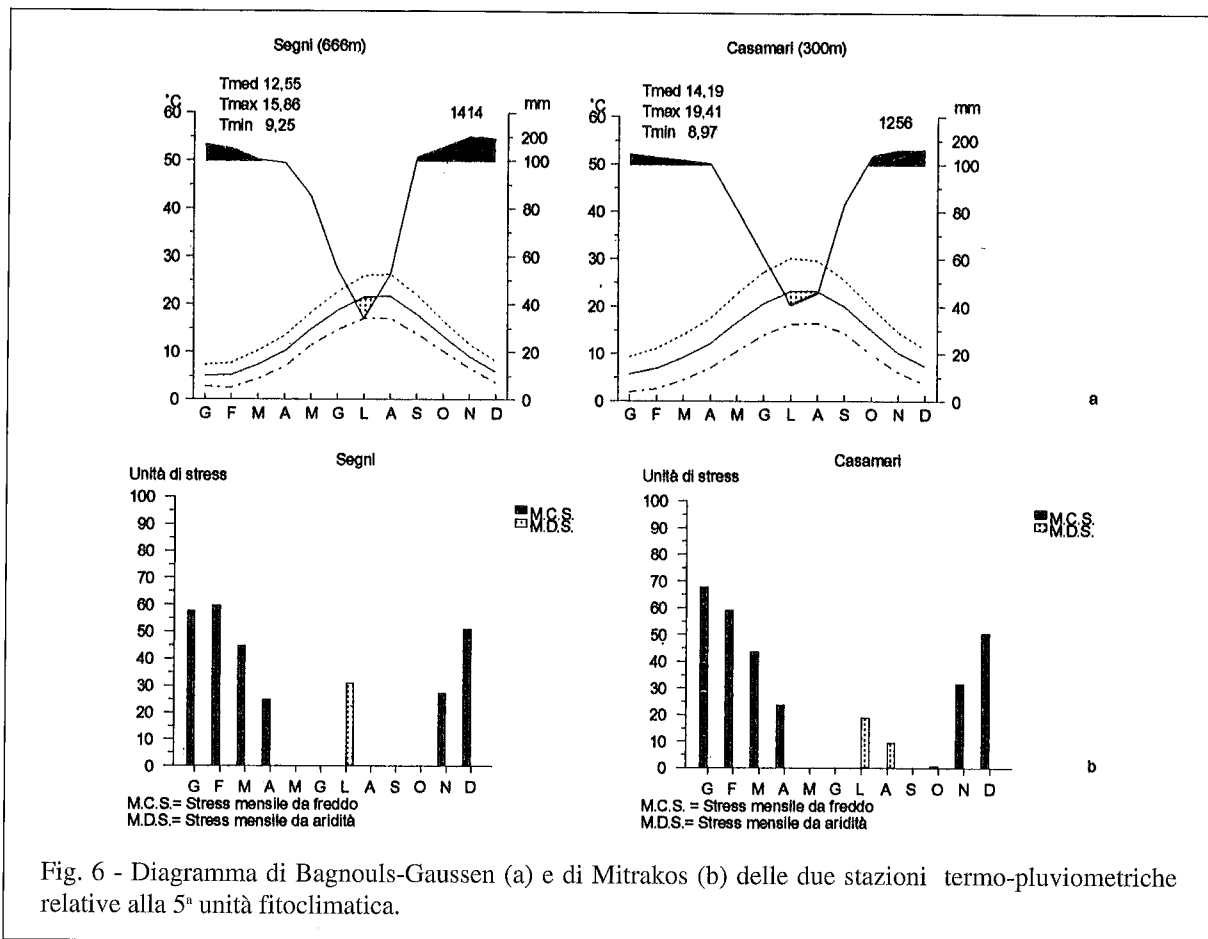 Segni (666m)
Tmed 12,55
Tmax 15,86
Tmin 9,25
°C
60
50
40
30
20
10
0
1414
mm
200
100
80
60
40
20
0
G F M A M G L A S O N D
Casamari (300m)
Tmed 14,19
Tmax 19,41
Tmin 8,97
°C
60
50
40
30
20
10
0
1256
mm
200
100
80
60
40
20
0
G F M A M G L A S O N D
a
Segni
Unità di stress
100
90
80
70
60
50
40
30
20
10
0
M.C.S.
M.D.S.
G F M A M G L A S O N D
M.C.S.= Stress mensile da freddo
M.D.S.= Stress mensile da aridità
Casamari
Unità di stress
100
90
80
70
60
50
40
30
20
10
0
M.C.S.
M.D.S.
G F M A M G L A S O N D
M.C.S. = Stress mensile da freddo
M.D.S.= Stress mensile da aridità
b
Fig. 6 - Diagramma di Bagnouls-Gaussen (a) e di Mitrakos (b) delle due stazioni termo-pluviometriche
relative alla 5ª unità fitoclimatica.